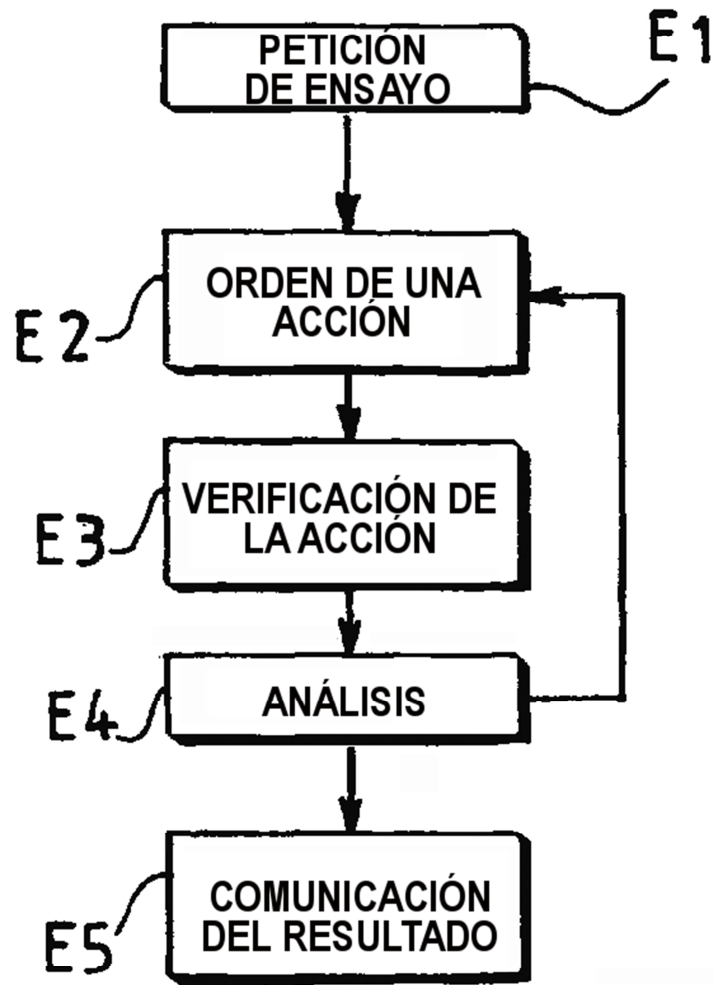 PETICIÓN
DE ENSAYO
E1
ORDEN DE UNA
ACCIÓN
E2
VERIFICACIÓN DE
LA ACCIÓN
E3
ANÁLISIS
E4
COMUNICACIÓN
DEL RESULTADO
E5